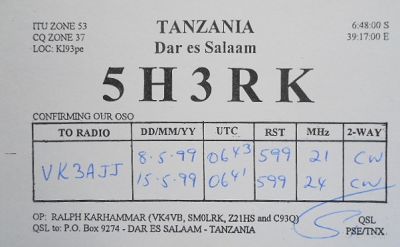 ITU ZONE 53 TANZANIA 6:48:00 S
CQ ZONE 37 Dar es Salaam 39:17:00 E
LOC: KI93pe
5H3RK
CONFIRMING OUR QSO
TO RADIO DD/MM/YY UTC RST MHz 2-WAY
VK3AJJ 8-5-99 0643 599 21 CW
15-5-99 0641 599 24 CW
OP: RALPH KARHAMMAR (VK4VB, SM0LRK, Z21HS and C93Q) QSL
QSL to: P.O. Box 9274 - DAR ES SALAAM - TANZANIA PSE/TNX